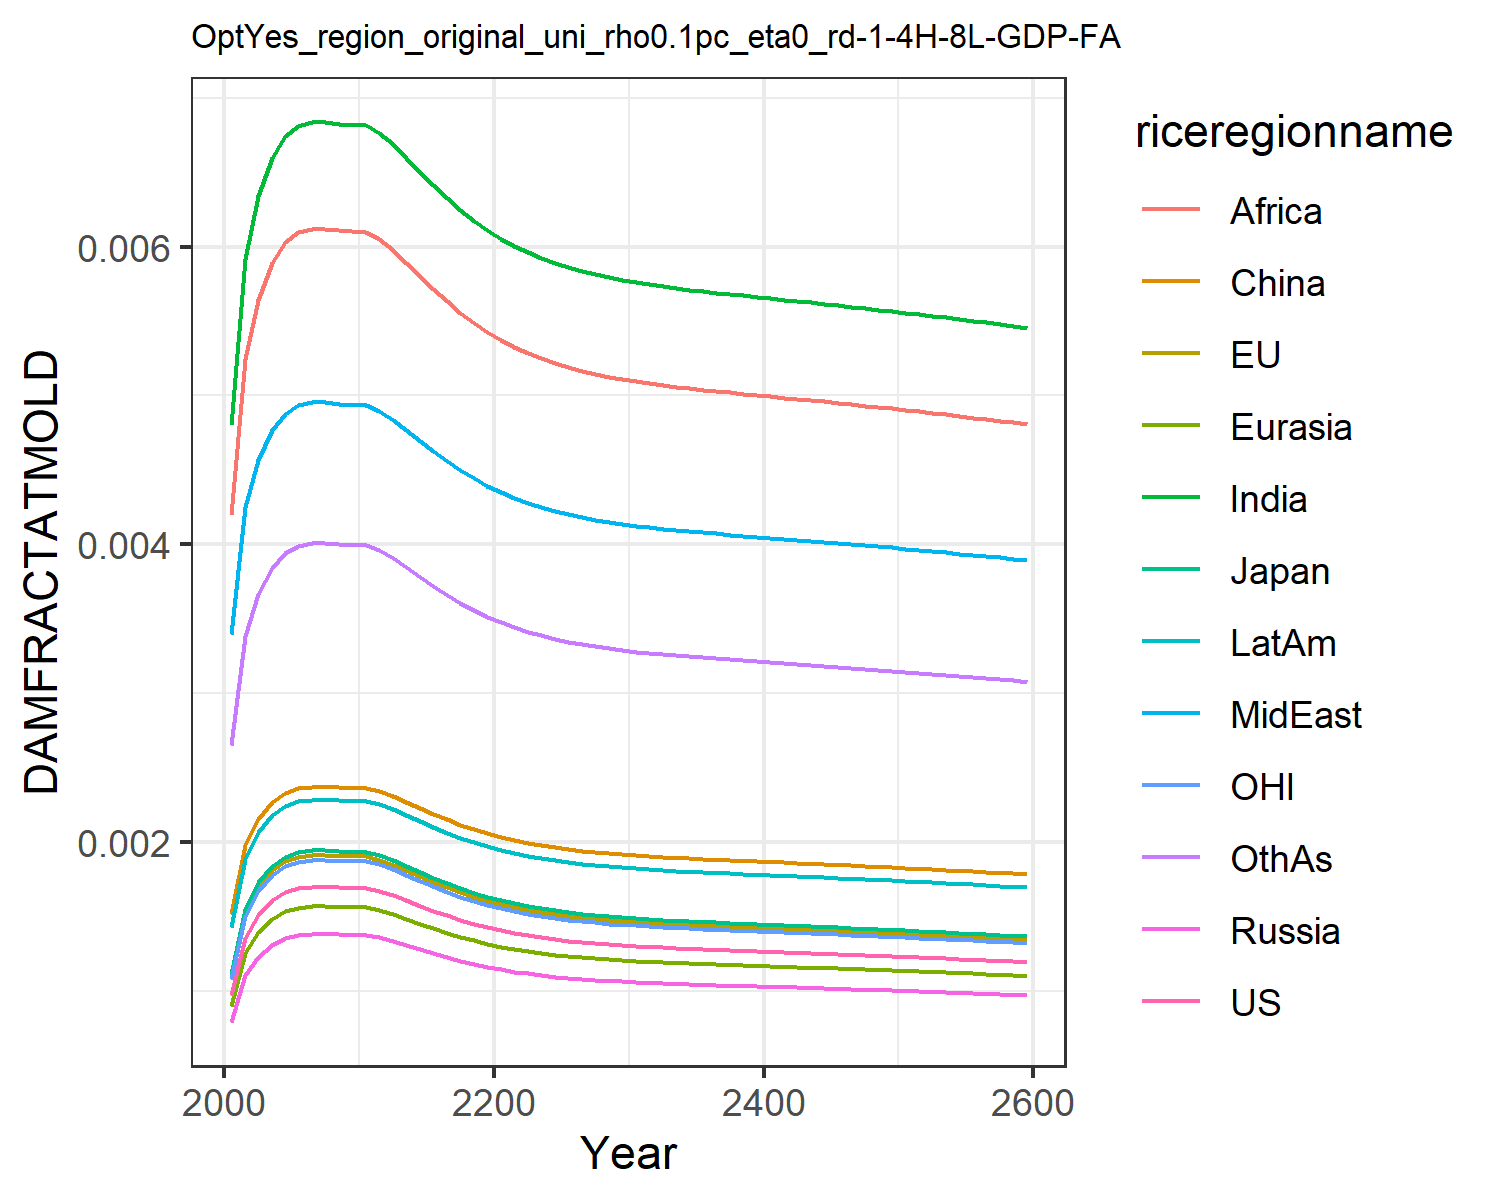 OptYes_region_original_uni_rho0.1pc_eta0_rd-1-4H-8L-GDP-FA
DAMFRACTATMOLD
0.006
0.004
0.002
2000 2200 2400 2600
Year
riceregionname
Africa
China
EU
Eurasia
India
Japan
LatAm
MidEast
OHI
OthAs
Russia
US